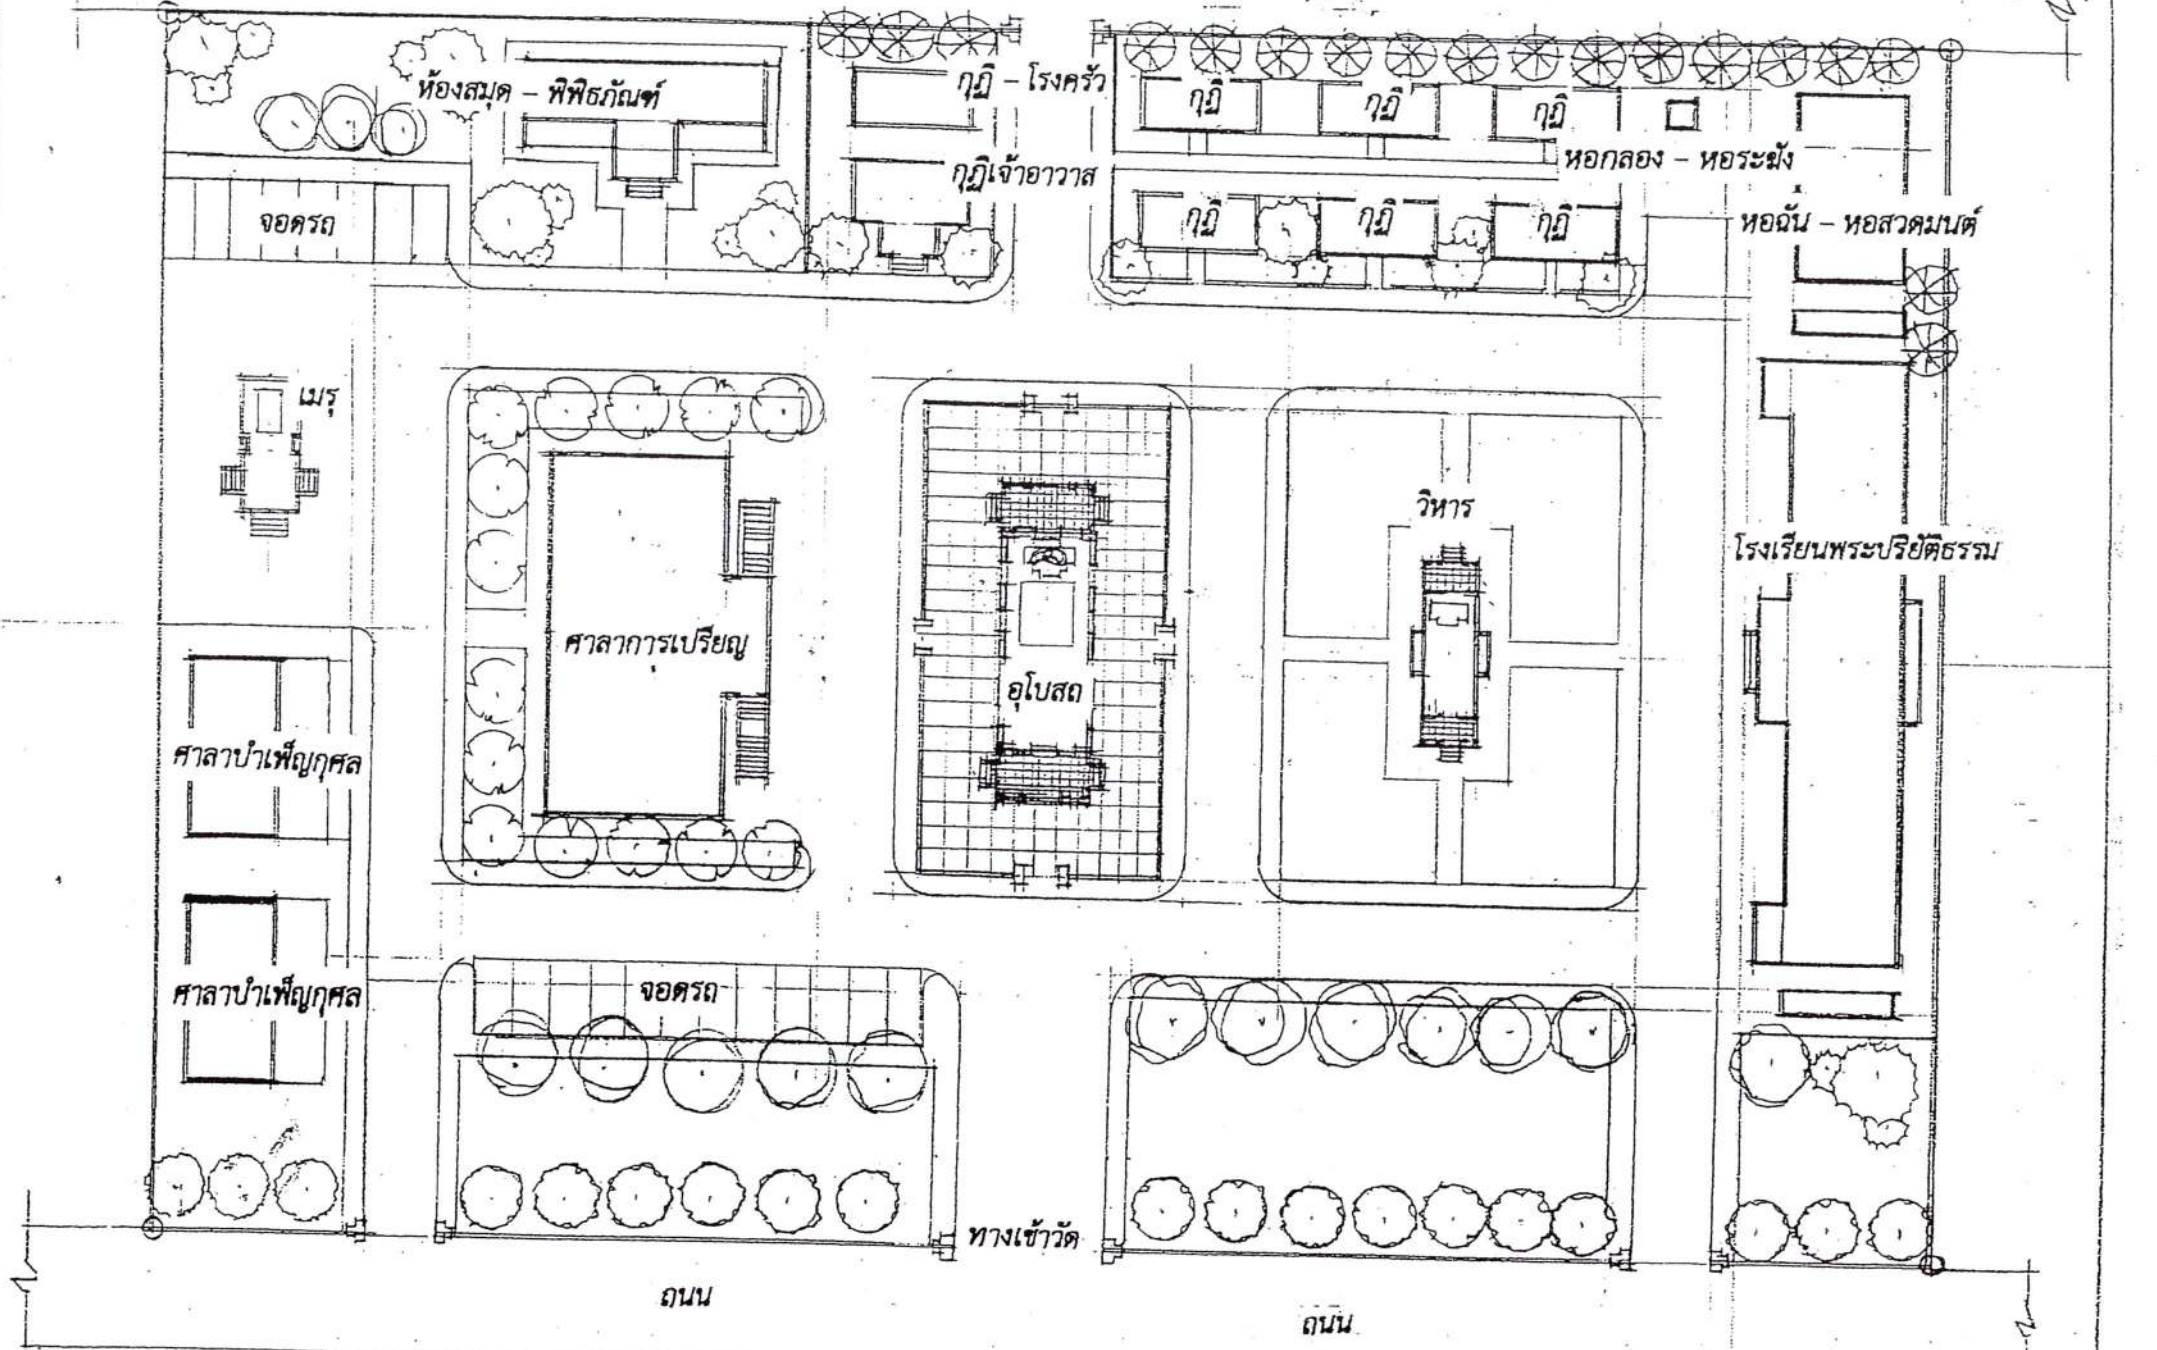 ห้องสมุด – พิพิธภัณฑ์
กุฏิ – โรงครัว
กุฏิ
กุฏิ
กุฏิ
หอกลอง – หอระฆัง
กุฏิเจ้าอาวาส
จอดรถ
กุฏิ
กุฏิ
กุฏิ
หอฉัน – หอสวดมนต์
เมรุ
วิหาร
โรงเรียนพระปริยัติธรรม
ศาลาการเปรียญ
อุโบสถ
ศาลาบำเพ็ญกุศล
ศาลาบำเพ็ญกุศล
จอดรถ
ทางเข้าวัด
ถนน
ถนน